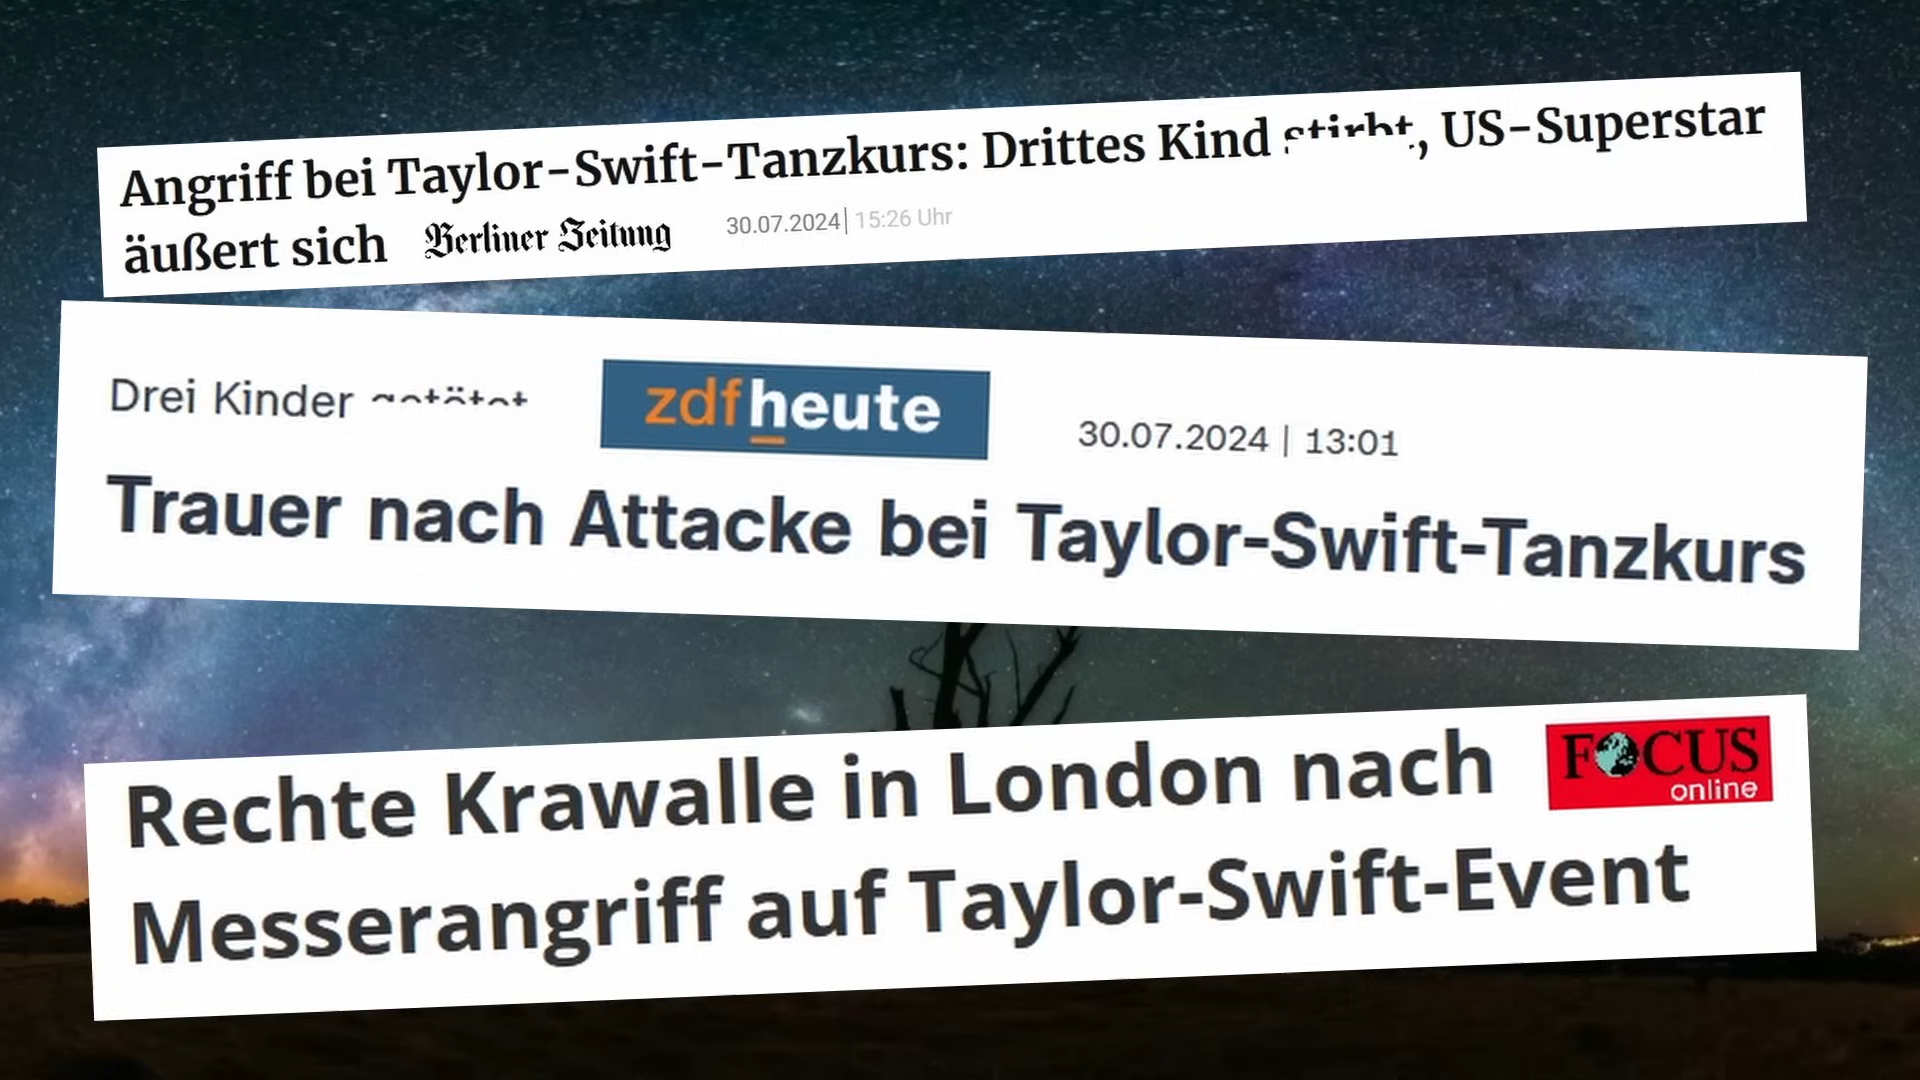 Angriff bei Taylor-Swift-Tanzkurs: Drittes Kind stirbt, US-Superstar
äußert sich
Berliner Zeitung
30.07.2024 | 15:26 Uhr
Drei Kinder
zdfheute
30.07.2024 | 13:01
Trauer nach Attacke bei Taylor-Swift-Tanzkurs
Rechte Krawalle in London nach
FOCUS
online
Messerangriff auf Taylor-Swift-Event